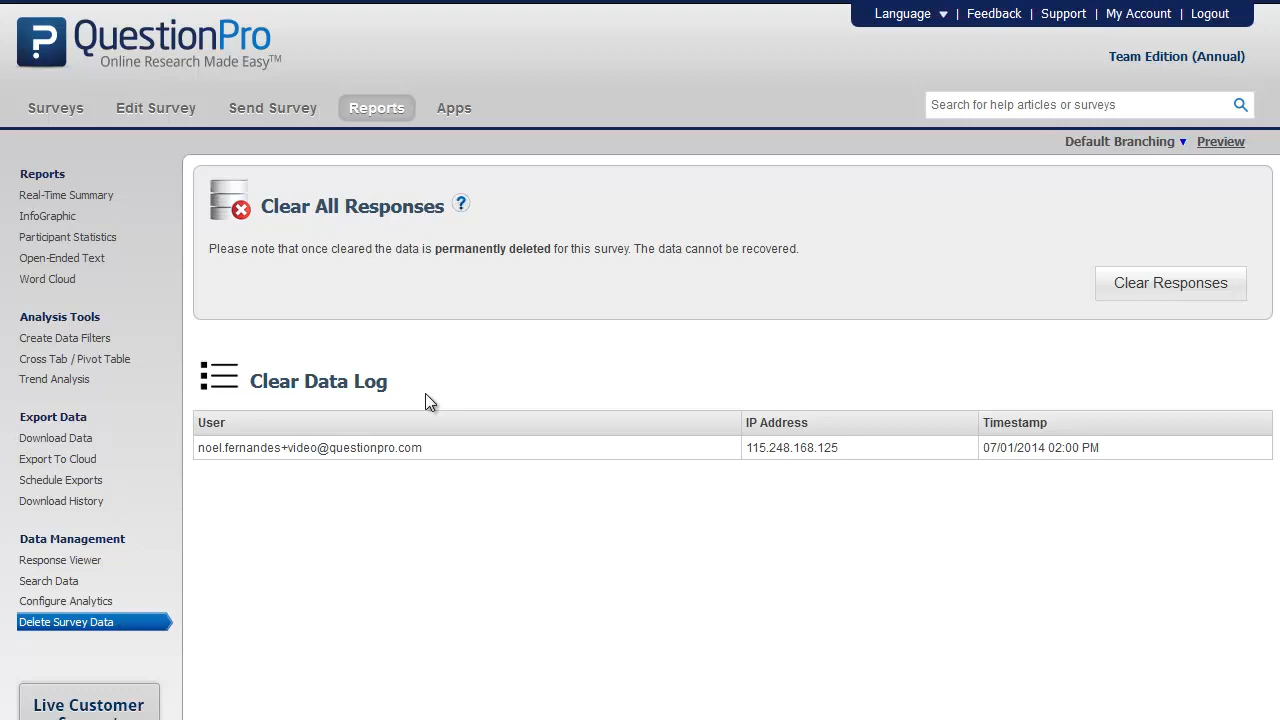 Language ▼ | Feedback | Support | My Account | Logout
? QuestionPro
Online Research Made Easy™
Team Edition (Annual)
Surveys Edit Survey Send Survey Reports Apps
Search for help articles or surveys
Default Branching ▼ Preview
Reports
Real-Time Summary
InfoGraphic
Participant Statistics
Open-Ended Text
Word Cloud
Analysis Tools
Create Data Filters
Cross Tab / Pivot Table
Trend Analysis
Export Data
Download Data
Export To Cloud
Schedule Exports
Download History
Data Management
Response Viewer
Search Data
Configure Analytics
Delete Survey Data
Live Customer
Clear All Responses ?
Please note that once cleared the data is permanently deleted for this survey. The data cannot be recovered.
Clear Responses
Clear Data Log
User IP Address Timestamp
noel.fernandes+video@questionpro.com 115.248.168.125 07/01/2014 02:00 PM